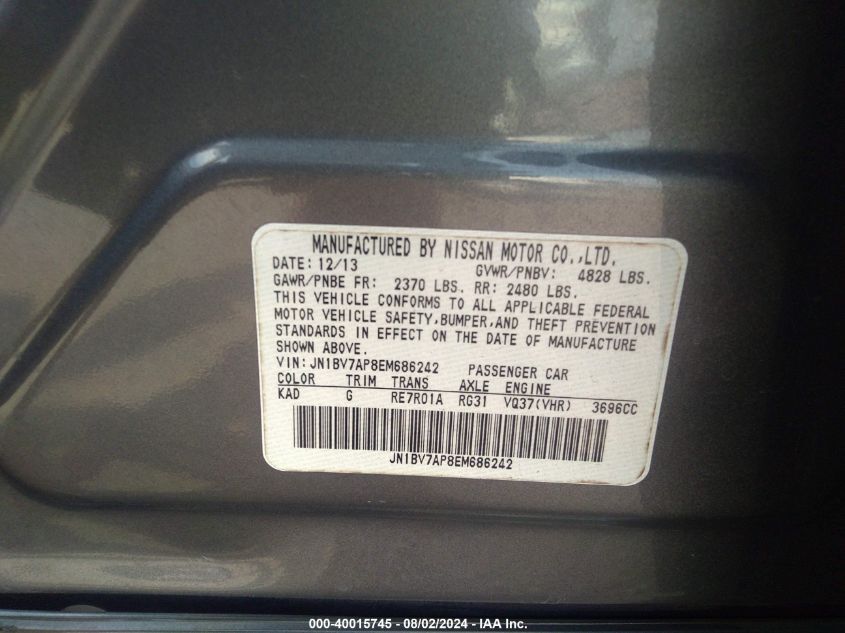 MANUFACTURED BY NISSAN MOTOR CO.,LTD.
DATE: 12/13 GVWR/PNBV: 4828 LBS.
GAWR/PNBE FR: 2370 LBS. RR: 2480 LBS.
THIS VEHICLE CONFORMS TO ALL APPLICABLE FEDERAL
MOTOR VEHICLE SAFETY,BUMPER,AND THEFT PREVENTION
STANDARDS IN EFFECT ON THE DATE OF MANUFACTURE
SHOWN ABOVE.
VIN: JN1BV7AP8EM686242 PASSENGER CAR
COLOR TRIM TRANS AXLE ENGINE
KAD G RE7R01A RG31 VQ37(VHR) 3696CC
JN1BV7AP8EM686242
000-40015745 - 08/02/2024 - IAA Inc.